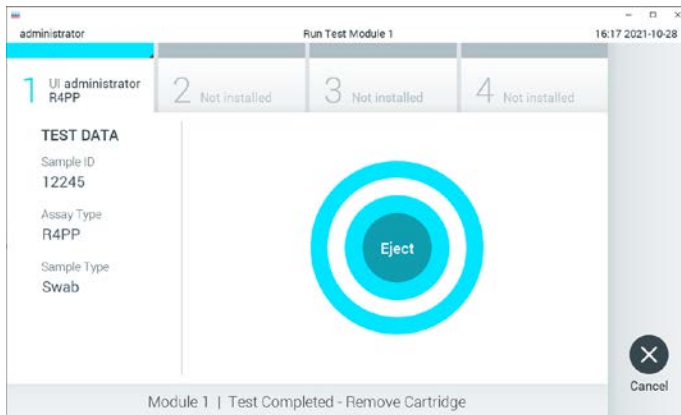 administrator Run Test Module 1 16:17 2021-10-28
1 UI administrator
R4PP
2 Not installed
3 Not installed
4 Not installed
TEST DATA
Sample ID
12245
Assay Type
R4PP
Sample Type
Swab
Eject
Cancel
Module 1 | Test Completed - Remove Cartridge